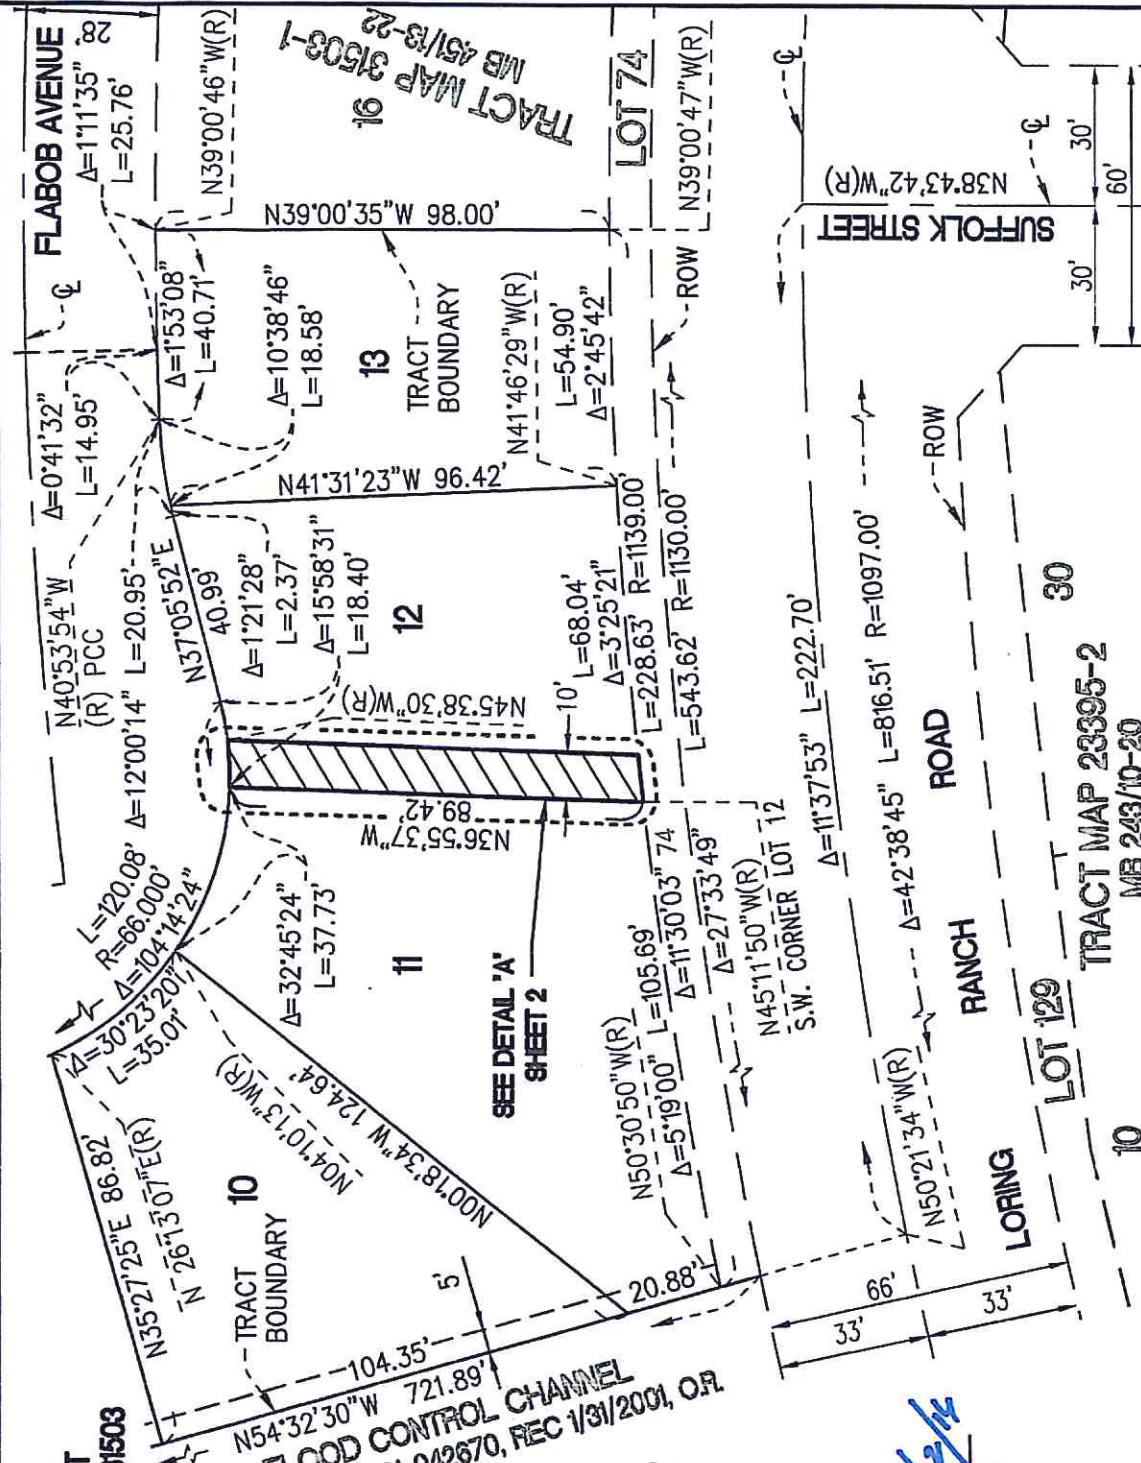 FLABOB AVENUE
28'
Δ=1°11'35"
L=25.76'
N39°00'46"W(R)
TRACT MAP 31503-1
MB 451/13-22
16
LOT 74
N39°00'47"W(R)
℄
℄
℄
N38°43'42"W(R)
SUFFOLK STREET
30'
30'
60'
N39°00'35"W 98.00'
Δ=1°53'08"
L=40.71'
Δ=10°38'46"
L=18.58'
13
TRACT
BOUNDARY
N41°46'29"W(R)
L=54.90'
Δ=2°45'42"
ROW
Δ=0°41'32"
L=14.95'
N41°31'23"W 96.42'
N40°53'54"W
(R) PCC
Δ=12°00'14" L=20.95'
N37°05'52"E
40.99'
Δ=1°21'28"
L=2.37'
Δ=15°58'31"
L=18.40'
12
N45°38'30"W(R)
10'
L=68.04'
Δ=3°25'21"
L=228.63' R=1139.00'
L=543.62' R=1130.00'
Δ=11°37'53" L=222.70'
Δ=42°38'45" L=816.51' R=1097.00'
ROW
LORING RANCH ROAD
30
TRACT MAP 23395-2
MB 243/10-20
LOT 129
10
89.42'
N36°55'37"W
L=120.08'
R=66.000'
Δ=104°14'24"
Δ=30°23'20"
L=35.01'
Δ=32°45'24"
L=37.73'
11
SEE DETAIL "A"
SHEET 2
N50°30'50"W(R)
Δ=5°19'00" L=105.69'
Δ=11°30'03" 74
Δ=27°33'49"
N45°11'50"W(R)
S.W. CORNER LOT 12
N50°21'34"W(R)
N35°27'25"E 86.82'
N 26°13'07"E(R)
N04°10'13"W(R)
N00°18'34"W 124.64'
10
TRACT
BOUNDARY
5'
20.88'
104.35'
N54°32'30"W 721.89'
FLOOD CONTROL CHANNEL
042670, REC 1/31/2001, O.R.
66'
33'
33'
T
31503